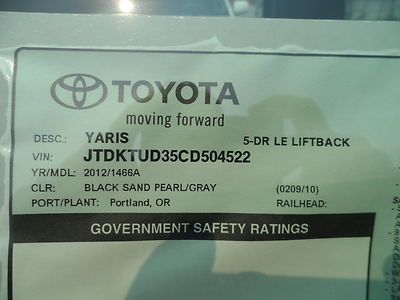 TOYOTA
moving forward
DESC.: YARIS 5-DR LE LIFTBACK
VIN: JTDKTUD35CD504522
YR/MDL: 2012/1466A
CLR: BLACK SAND PEARL/GRAY (0209/10)
PORT/PLANT: Portland, OR RAILHEAD:
GOVERNMENT SAFETY RATINGS